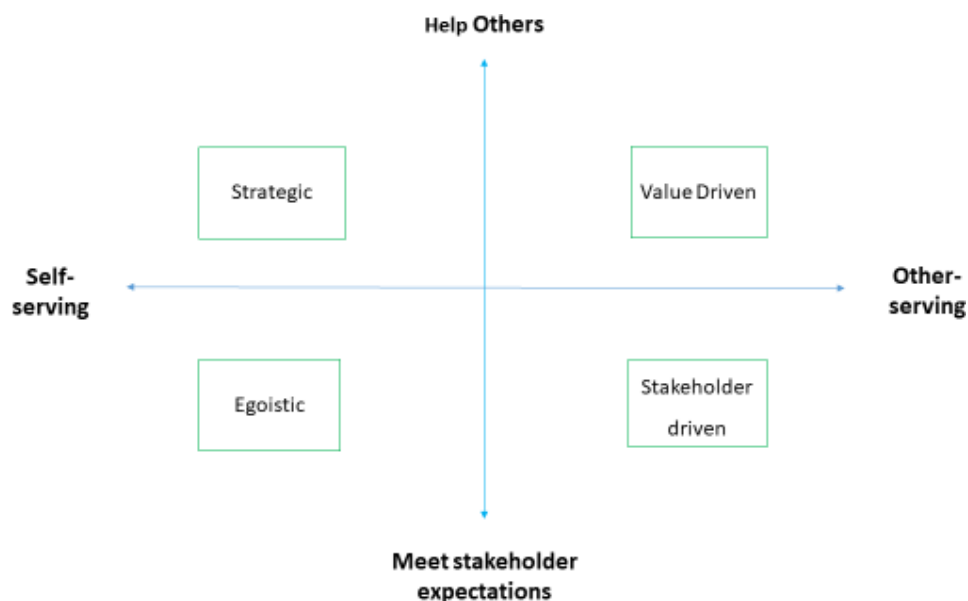 Help Others
Strategic
Value Driven
Self-
serving
Other-
serving
Egoistic
Stakeholder
driven
Meet stakeholder
expectations